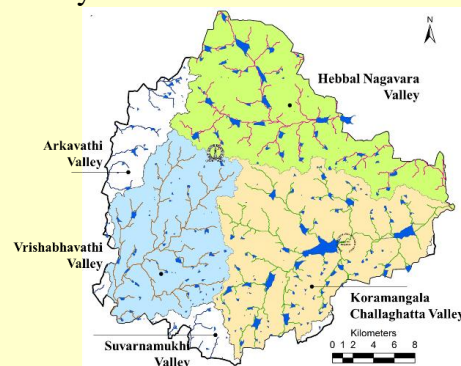 N
Hebbal Nagavara
Valley
Arkavathi
Valley
Vrishabhavathi
Valley
Koramangala
Challaghatta Valley
Suvarnamukhi
Valley
Kilometers
0 1 2 4 6 8